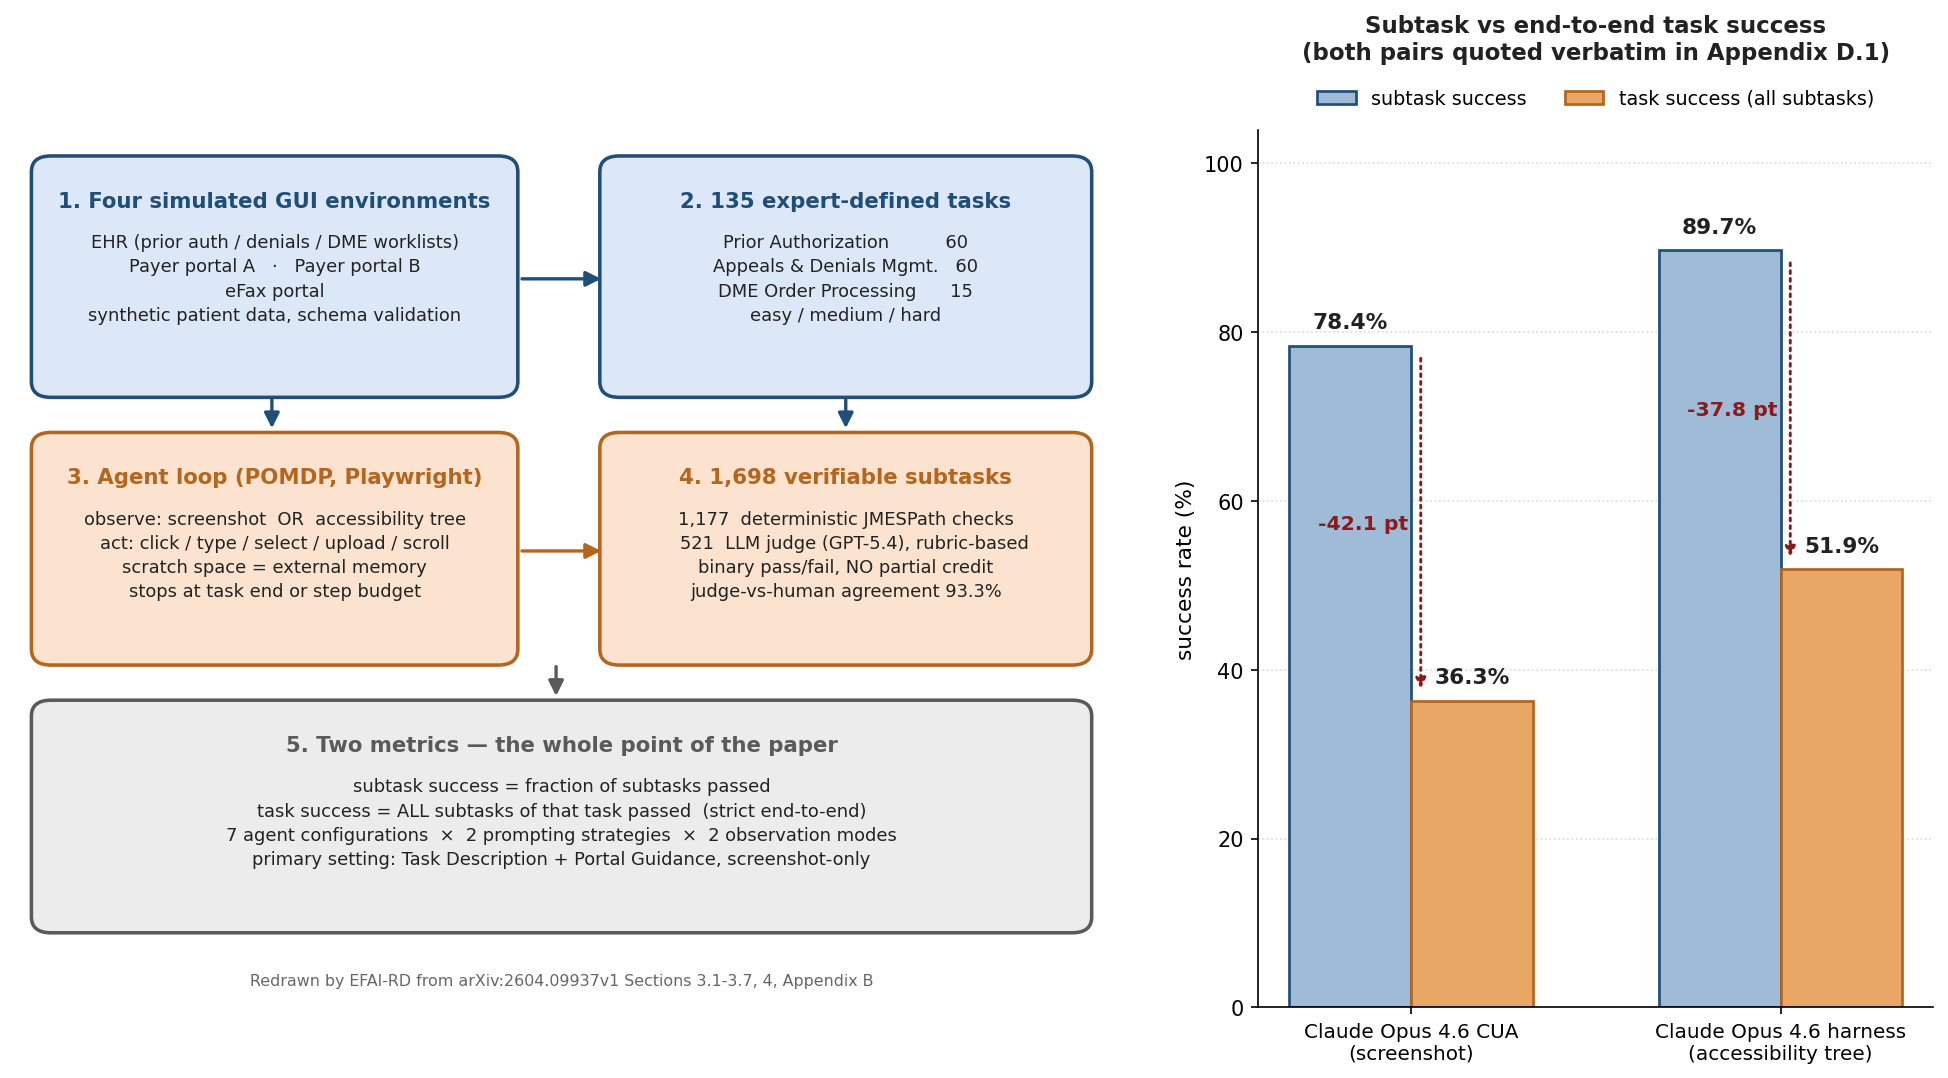 1. Four simulated GUI environments
EHR (prior auth / denials / DME worklists)
Payer portal A · Payer portal B
eFax portal
synthetic patient data, schema validation
2. 135 expert-defined tasks
Prior Authorization 60
Appeals & Denials Mgmt. 60
DME Order Processing 15
easy / medium / hard
3. Agent loop (POMDP, Playwright)
observe: screenshot OR accessibility tree
act: click / type / select / upload / scroll
scratch space = external memory
stops at task end or step budget
4. 1,698 verifiable subtasks
1,177 deterministic JMESPath checks
521 LLM judge (GPT-5.4), rubric-based
binary pass/fail, NO partial credit
judge-vs-human agreement 93.3%
5. Two metrics — the whole point of the paper
subtask success = fraction of subtasks passed
task success = ALL subtasks of that task passed (strict end-to-end)
7 agent configurations × 2 prompting strategies × 2 observation modes
primary setting: Task Description + Portal Guidance, screenshot-only
Redrawn by EFAI-RD from arXiv:2604.09937v1 Sections 3.1-3.7, 4, Appendix B
Subtask vs end-to-end task success
(both pairs quoted verbatim in Appendix D.1)
subtask success
task success (all subtasks)
success rate (%)
100
80
60
40
20
0
78.4%
-42.1 pt
36.3%
89.7%
-37.8 pt
51.9%
Claude Opus 4.6 CUA
(screenshot)
Claude Opus 4.6 harness
(accessibility tree)